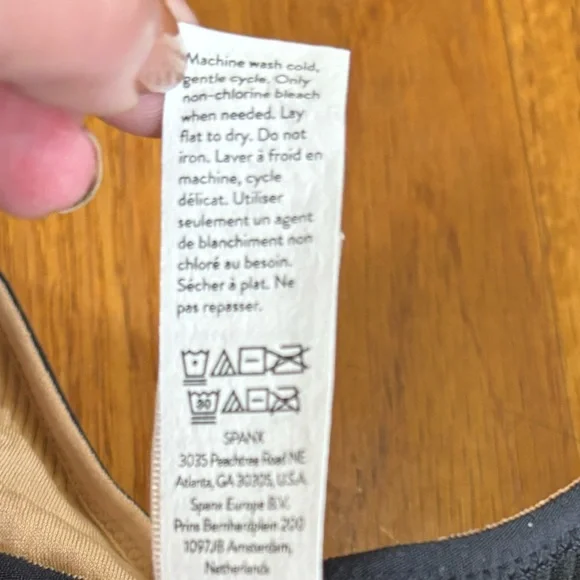 Machine wash cold,
gentle cycle. Only
non-chlorine bleach
when needed. Lay
flat to dry. Do not
iron. Laver à froid en
machine, cycle
délicat. Utiliser
seulement un agent
de blanchiment non
chloré au besoin.
Sécher à plat. Ne
pas repasser.
30
SPANX
3035 Peachtree Road NE
Atlanta, GA 30305, U.S.A.
Spanx Europe B.V.
Prins Bernhardplein 200
1097JB Amsterdam,
Netherlands